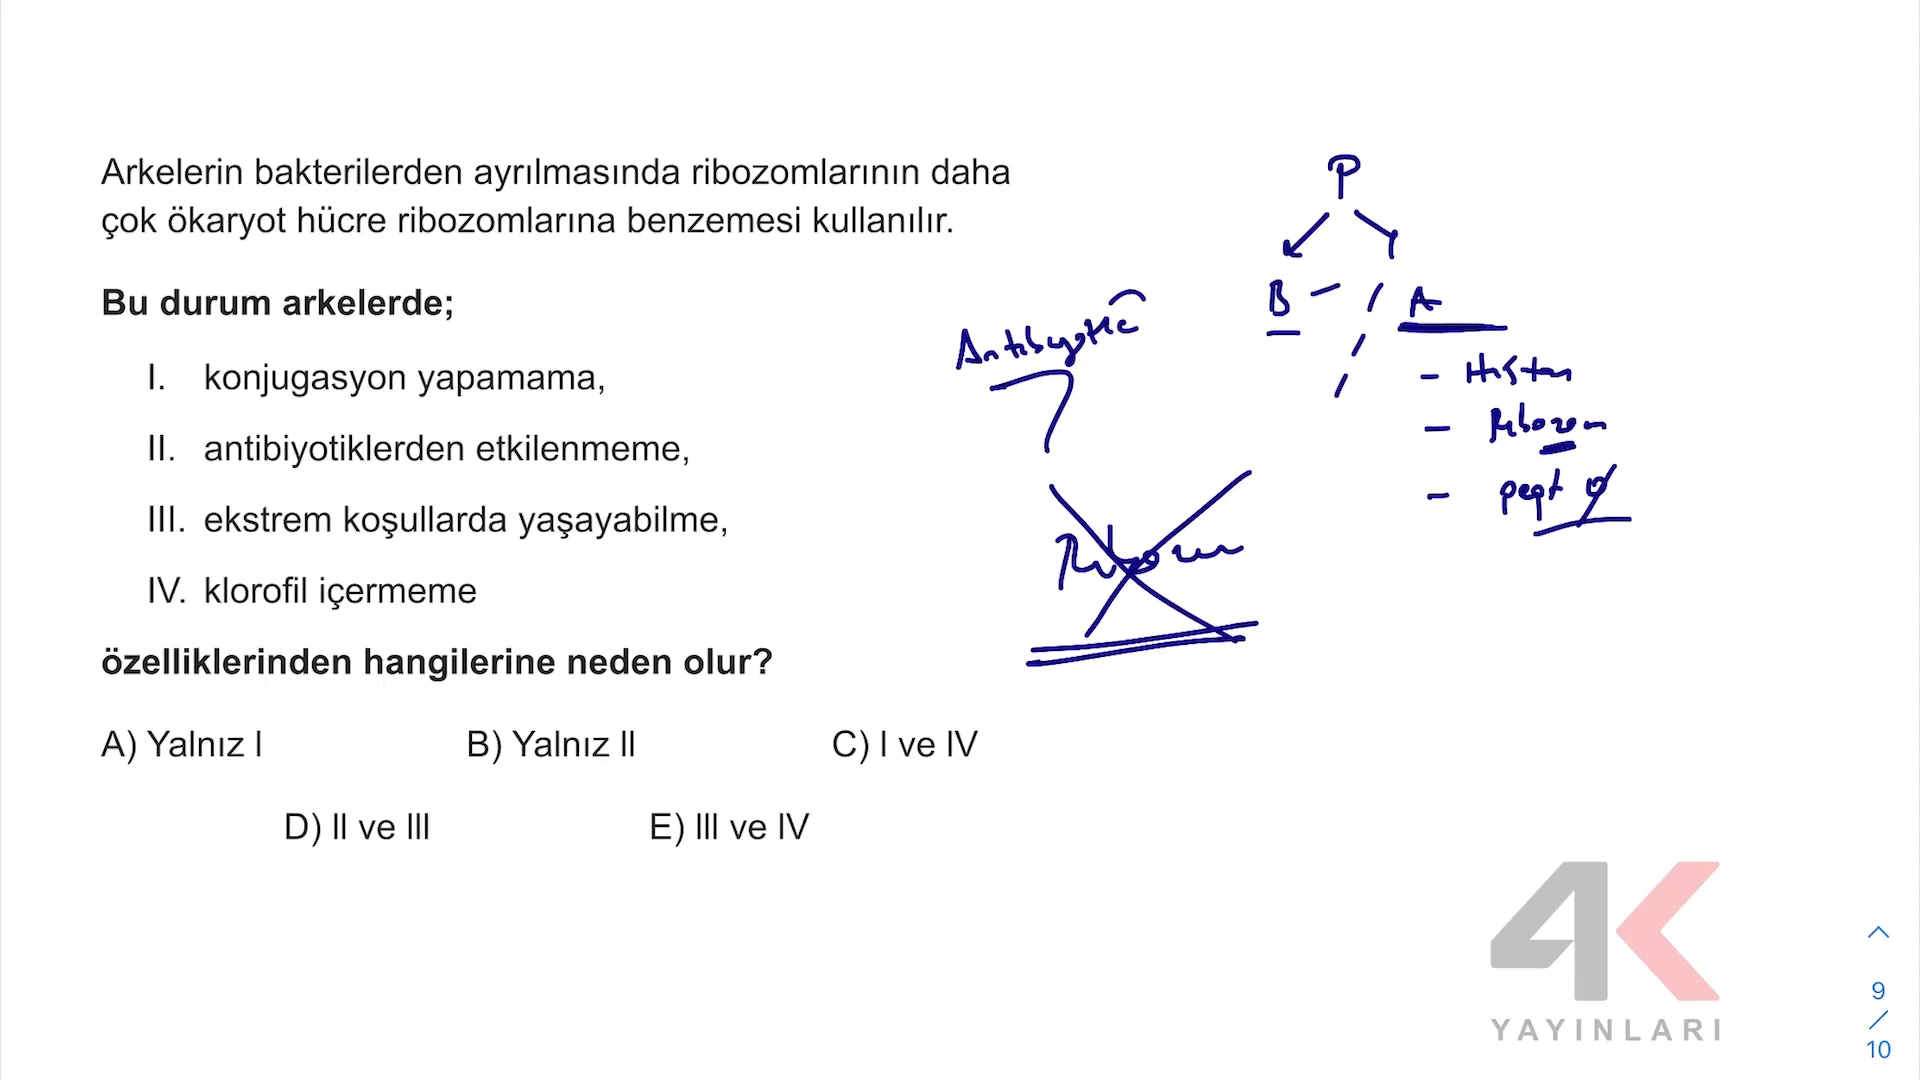 Arkelerin bakterilerden ayrılmasında ribozomlarının daha
çok ökaryot hücre ribozomlarına benzemesi kullanılır.
Bu durum arkelerde;
I. konjugasyon yapamama,
II. antibiyotiklerden etkilenmeme,
III. ekstrem koşullarda yaşayabilme,
IV. klorofil içermeme
özelliklerinden hangilerine neden olur?
A) Yalnız I
B) Yalnız II
C) I ve IV
D) II ve III
E) III ve IV
P
B
A
- Histon
- Ribozom
- pept
Ribozom
4K
YAYINLARI
9
/
10